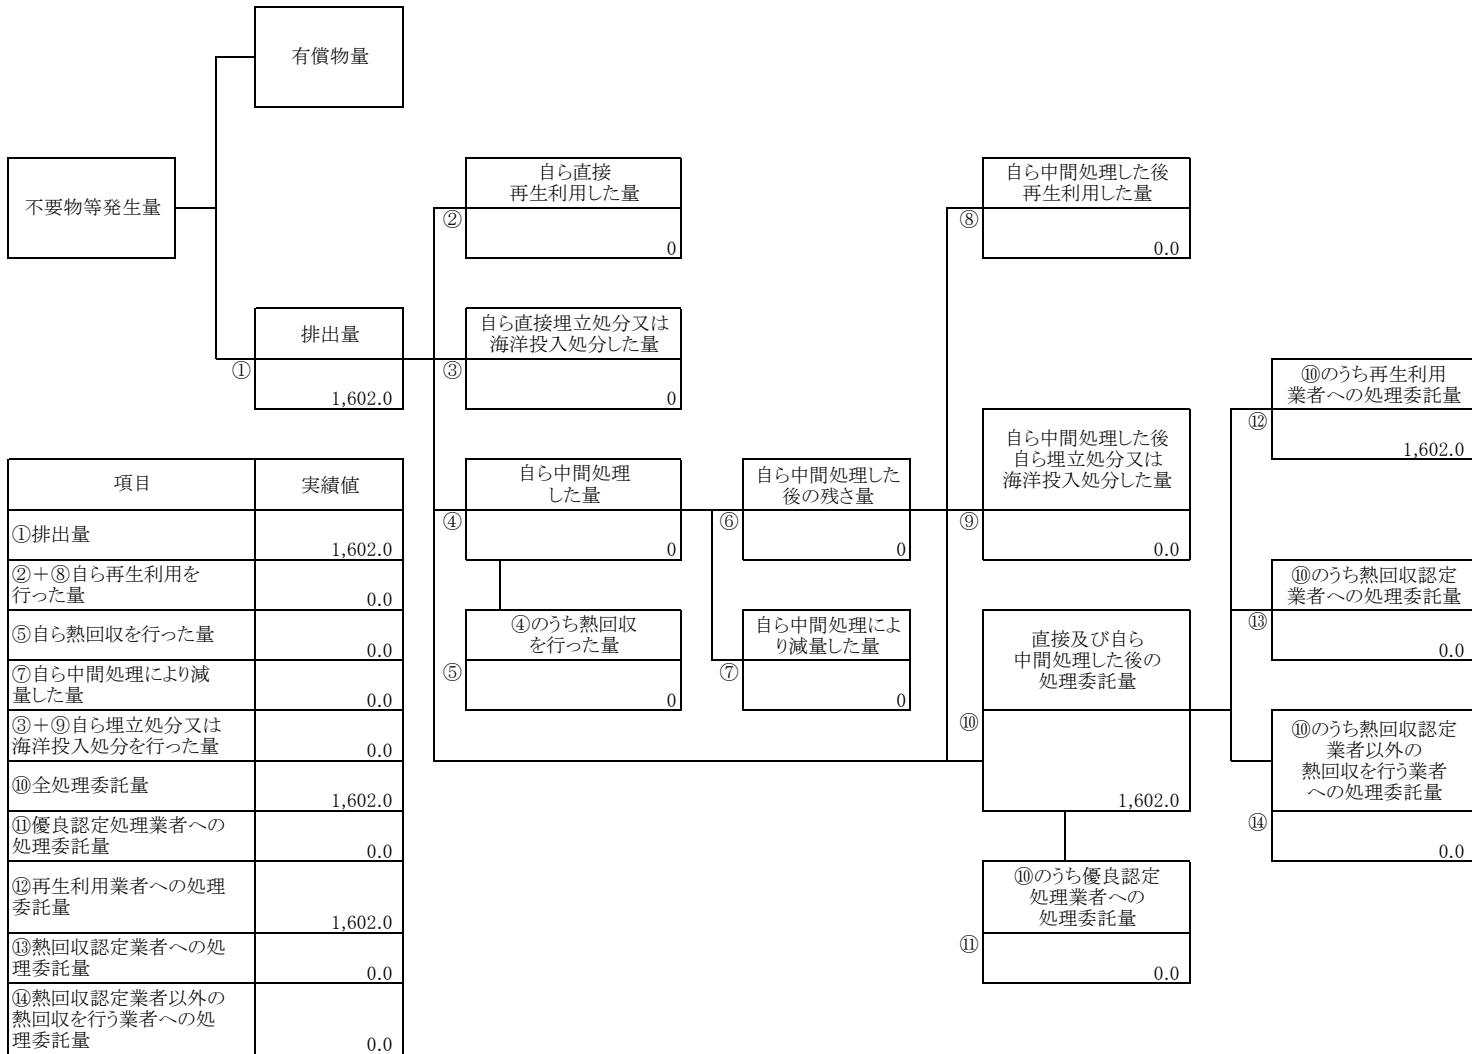 有償物量
不要物等発生量
自ら直接
再生利用した量
②
0
自ら中間処理した後
再生利用した量
⑧
0.0
排出量
①
1,602.0
自ら直接埋立処分又は
海洋投入処分した量
③
0
⑩のうち再生利用
業者への処理委託量
⑫
1,602.0
自ら中間処理
した量
④
0
自ら中間処理した
後の残さ量
⑥
0
自ら中間処理した後
自ら埋立処分又は
海洋投入処分した量
⑨
0.0
⑩のうち熱回収認定
業者への処理委託量
⑬
0.0
④のうち熱回収
を行った量
⑤
0
自ら中間処理によ
り減量した量
⑦
0
直接及び自ら
中間処理した後の
処理委託量
⑩
1,602.0
⑩のうち熱回収認定
業者以外の
熱回収を行う業者
への処理委託量
⑭
0.0
⑩のうち優良認定
処理業者への
処理委託量
⑪
0.0
項目 実績値
①排出量
1,602.0
②+⑧自ら再生利用を
行った量 0.0
⑤自ら熱回収を行った量
0.0
⑦自ら中間処理により減
量した量 0.0
③+⑨自ら埋立処分又は
海洋投入処分を行った量 0.0
⑩全処理委託量
1,602.0
⑪優良認定処理業者への
処理委託量 0.0
⑫再生利用業者への処理
委託量
1,602.0
⑬熱回収認定業者への処
理委託量 0.0
⑭熱回収認定業者以外の
熱回収を行う業者への処
理委託量 0.0